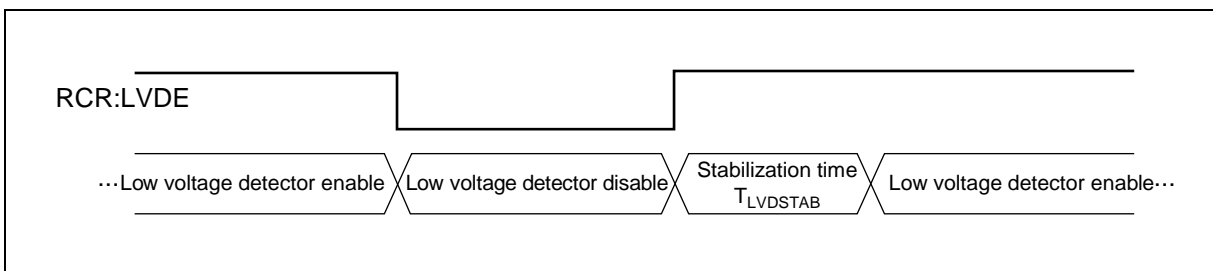 RCR:LVDE
···Low voltage detector enable
Low voltage detector disable
Stabilization time
TLVDSTAB
Low voltage detector enable···